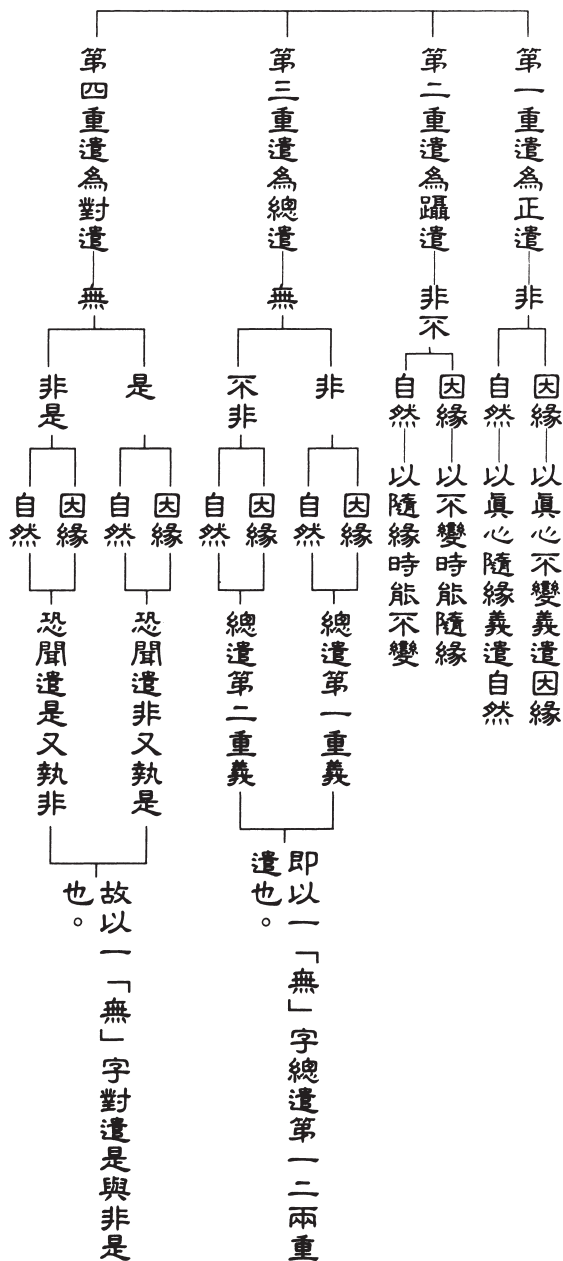 第一重遣為正遣
非
因緣
以眞心不變義遣因緣
自然
以眞心隨緣義遣自然
第二重遣為躡遣
非不
因緣
以不變時能隨緣
自然
以隨緣時能不變
第三重遣為總遣
無
非
因緣
自然
總遣第一重義
不非
因緣
自然
總遣第二重義
即以一「無」字總遣第一二兩重
遣也。
第四重遣為對遣
無
是
因緣
自然
恐聞遣非又執是
非是
因緣
自然
恐聞遣是又執非
故以一「無」字對遣是與非是
也。